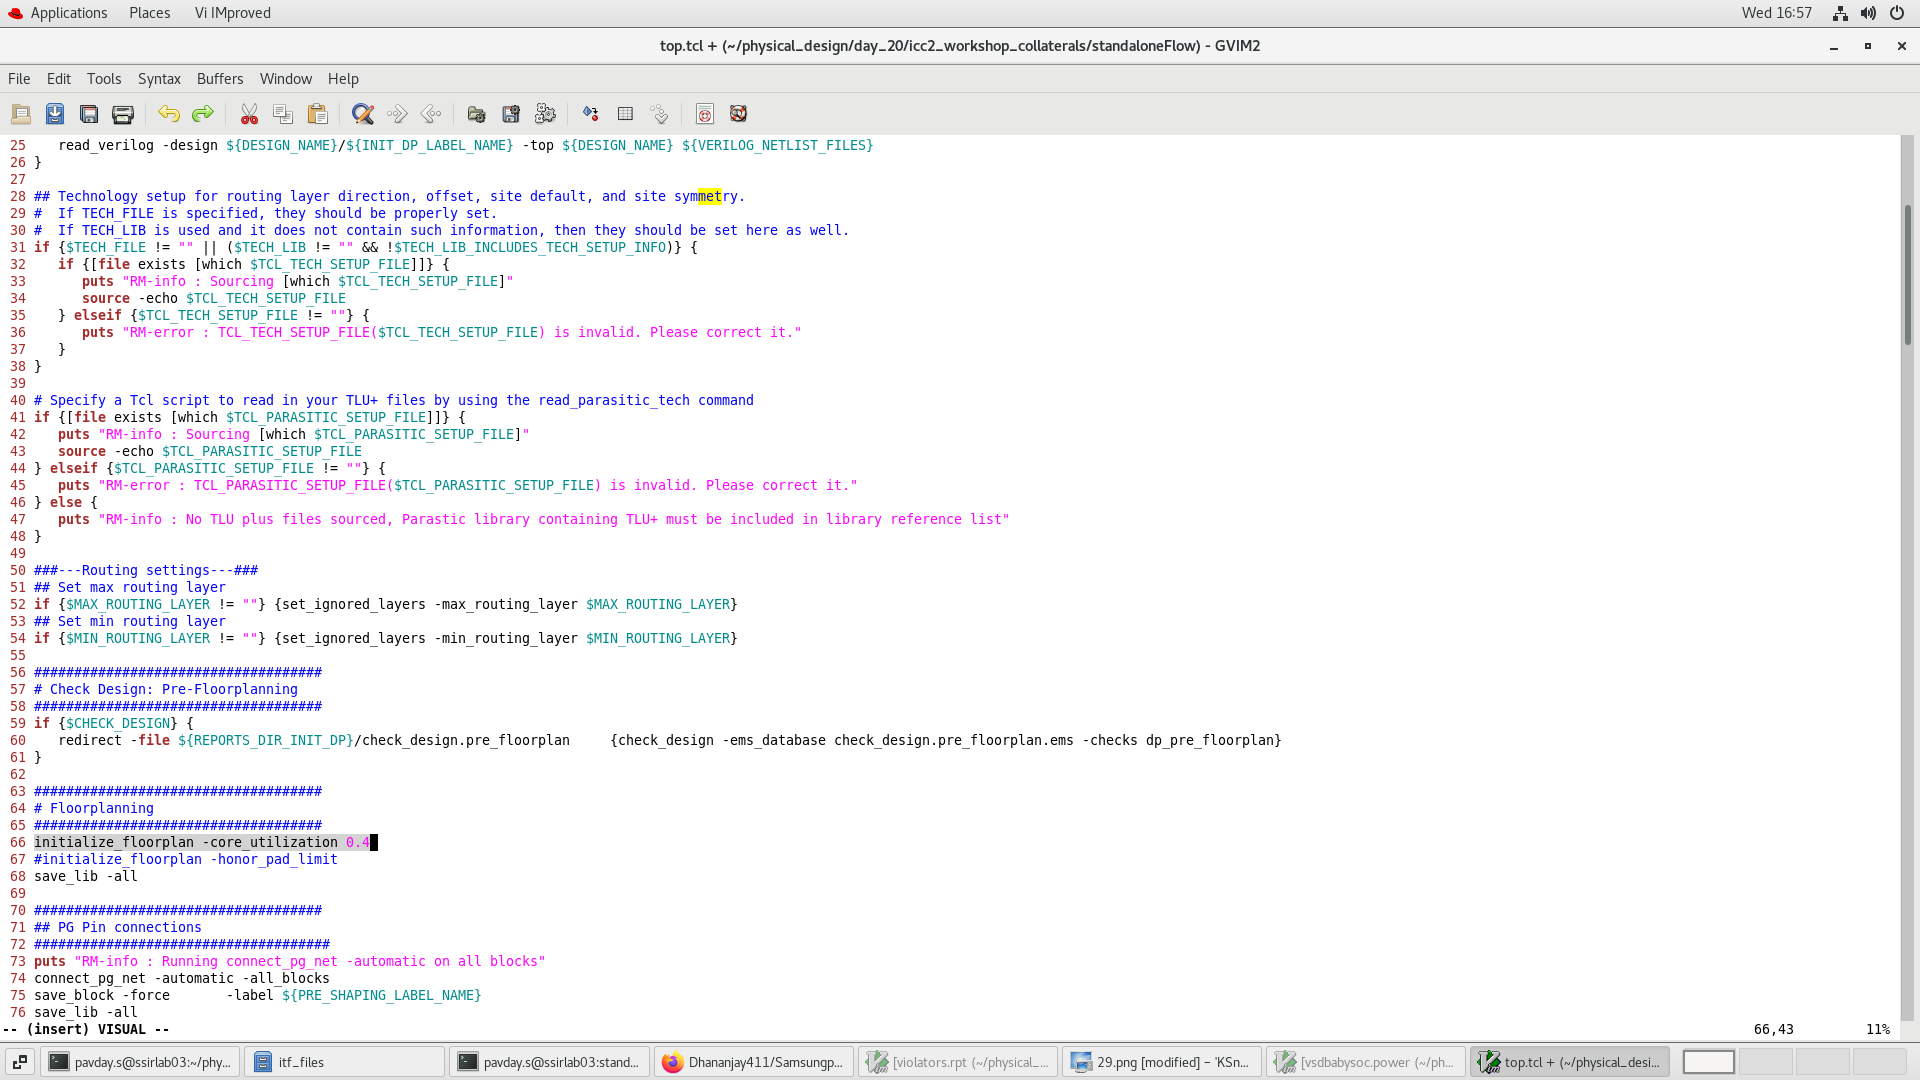 Applications Places Vi IMproved Wed 16:57
top.tcl + (~/physical_design/day_20/icc2_workshop_collaterals/standaloneFlow) - GVIM2
File Edit Tools Syntax Buffers Window Help
25 read_verilog -design ${DESIGN_NAME}/${INIT_DP_LABEL_NAME} -top ${DESIGN_NAME} ${VERILOG_NETLIST_FILES}
26 }
27
28 ## Technology setup for routing layer direction, offset, site default, and site symmetry.
29 #  If TECH_FILE is specified, they should be properly set.
30 #  If TECH_LIB is used and it does not contain such information, then they should be set here as well.
31 if {$TECH_FILE != "" || ($TECH_LIB != "" && !$TECH_LIB_INCLUDES_TECH_SETUP_INFO)} {
32    if {[file exists [which $TCL_TECH_SETUP_FILE]]} {
33       puts "RM-info : Sourcing [which $TCL_TECH_SETUP_FILE]"
34       source -echo $TCL_TECH_SETUP_FILE
35    } elseif {$TCL_TECH_SETUP_FILE != ""} {
36       puts "RM-error : TCL_TECH_SETUP_FILE($TCL_TECH_SETUP_FILE) is invalid. Please correct it."
37    }
38 }
39
40 # Specify a Tcl script to read in your TLU+ files by using the read_parasitic_tech command
41 if {[file exists [which $TCL_PARASITIC_SETUP_FILE]]} {
42    puts "RM-info : Sourcing [which $TCL_PARASITIC_SETUP_FILE]"
43    source -echo $TCL_PARASITIC_SETUP_FILE
44 } elseif {$TCL_PARASITIC_SETUP_FILE != ""} {
45    puts "RM-error : TCL_PARASITIC_SETUP_FILE($TCL_PARASITIC_SETUP_FILE) is invalid. Please correct it."
46 } else {
47    puts "RM-info : No TLU plus files sourced, Parastic library containing TLU+ must be included in library reference list"
48 }
49
50 ###---Routing settings---###
51 ## Set max routing layer
52 if {$MAX_ROUTING_LAYER != ""} {set_ignored_layers -max_routing_layer $MAX_ROUTING_LAYER}
53 ## Set min routing layer
54 if {$MIN_ROUTING_LAYER != ""} {set_ignored_layers -min_routing_layer $MIN_ROUTING_LAYER}
55
56 ####################################
57 # Check Design: Pre-Floorplanning
58 ####################################
59 if {$CHECK_DESIGN} {
60    redirect -file ${REPORTS_DIR_INIT_DP}/check_design.pre_floorplan     {check_design -ems_database check_design.pre_floorplan.ems -checks dp_pre_floorplan}
61 }
62
63 ####################################
64 # Floorplanning
65 ####################################
66 initialize_floorplan -core_utilization 0.4
67 #initialize_floorplan -honor_pad_limit
68 save_lib -all
69
70 ####################################
71 ## PG Pin connections
72 #####################################
73 puts "RM-info : Running connect_pg_net -automatic on all blocks"
74 connect_pg_net -automatic -all_blocks
75 save_block -force       -label ${PRE_SHAPING_LABEL_NAME}
76 save_lib -all
-- (insert) VISUAL -- 66,43 11%
pavday.s@ssirlab03:~/phy... itf_files pavday.s@ssirlab03:stand... Dhananjay411/Samsungp... [violators.rpt (~/physical_... 29.png [modified] – 'KSn... [vsdbabysoc.power (~/ph... top.tcl + (~/physical_desi...